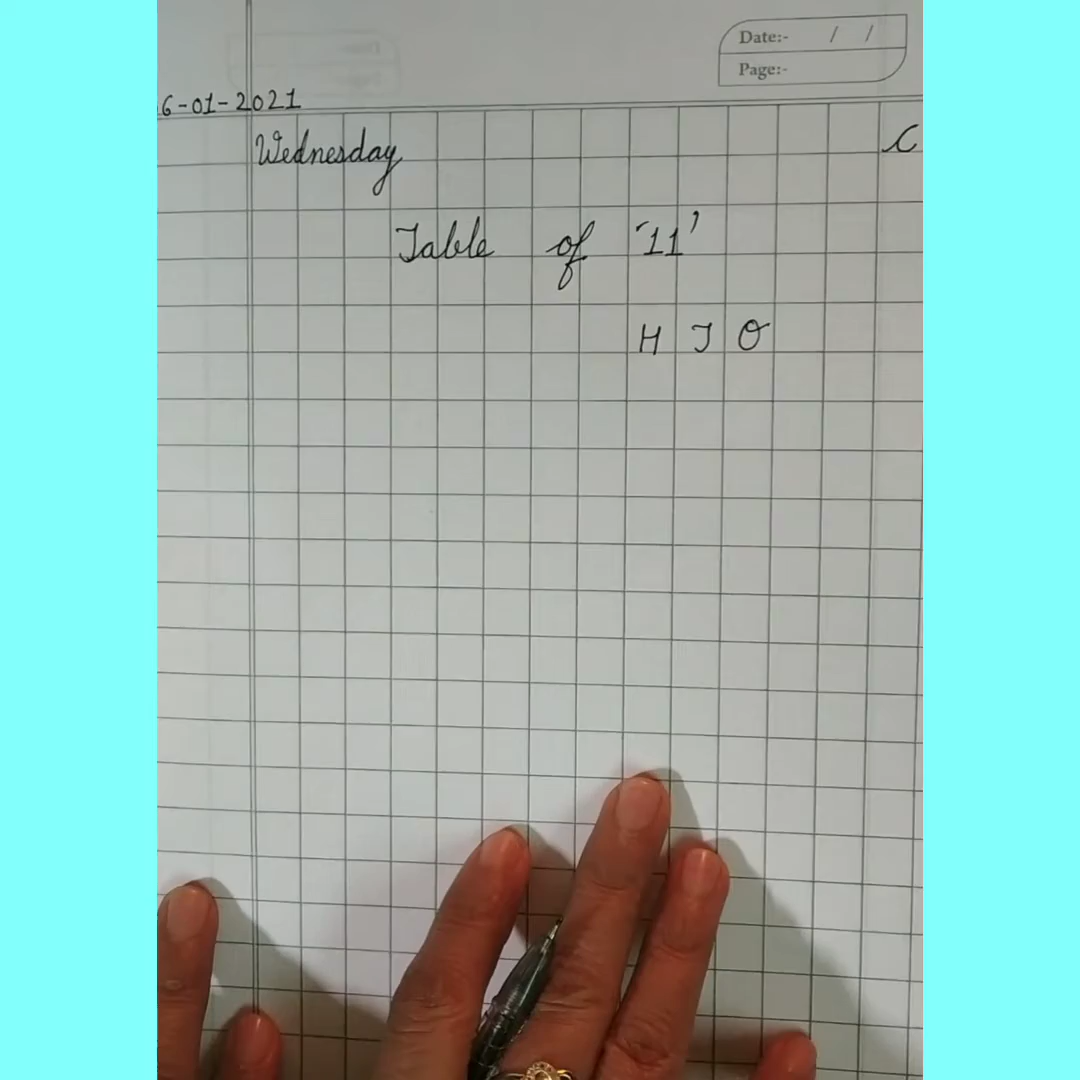 Date:- / /
Page:-
6-01-2021
Wednesday C
Table of '11'
H T O